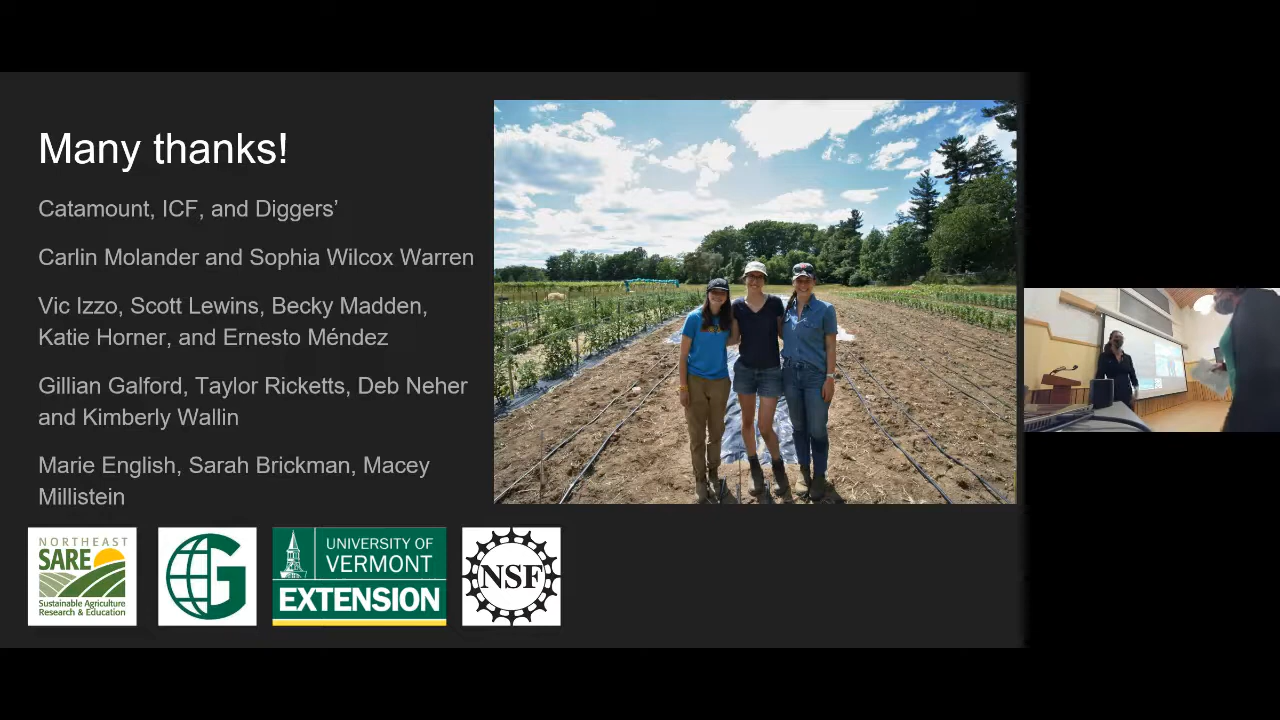 Many thanks!
Catamount, ICF, and Diggers’
Carlin Molander and Sophia Wilcox Warren
Vic Izzo, Scott Lewins, Becky Madden,
Katie Horner, and Ernesto Méndez
Gillian Galford, Taylor Ricketts, Deb Neher
and Kimberly Wallin
Marie English, Sarah Brickman, Macey
Millistein
NORTHEAST
SARE
Sustainable Agriculture
Research & Education
G
UNIVERSITY OF
VERMONT
EXTENSION
NSF